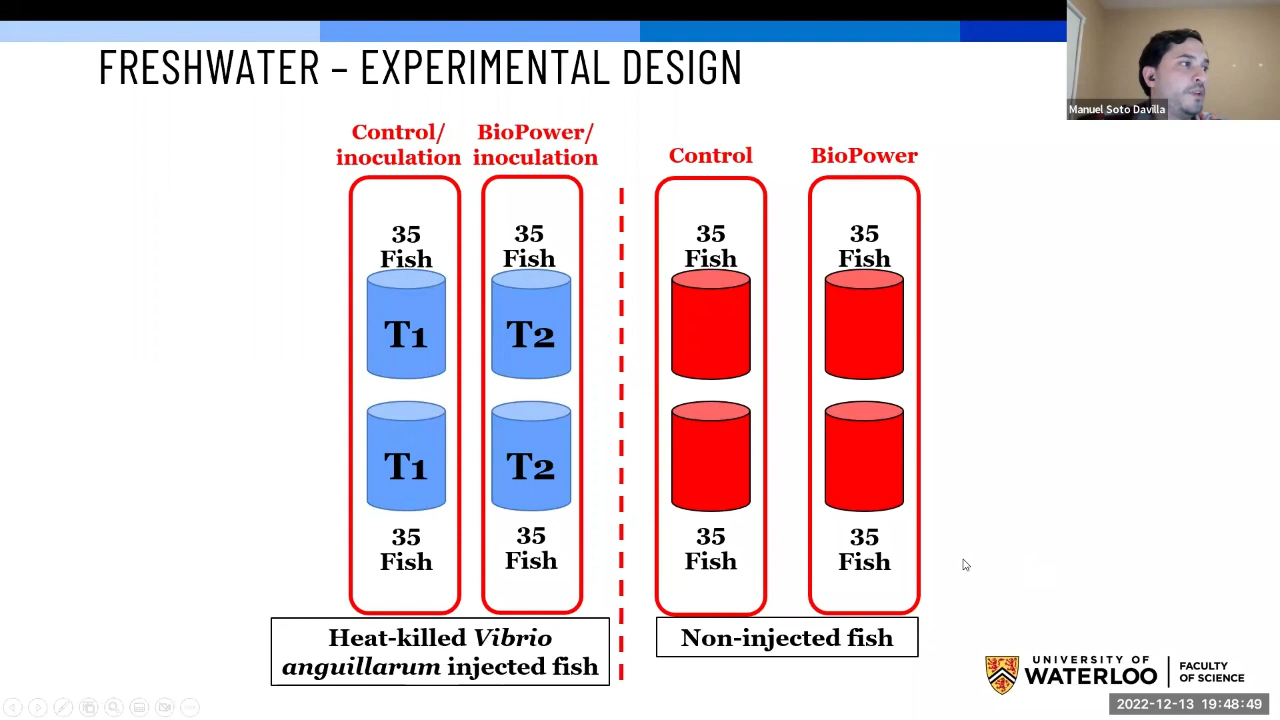 FRESHWATER – EXPERIMENTAL DESIGN
Manuel Soto Davilla
Control/
inoculation
BioPower/
inoculation
Control
BioPower
35
Fish
35
Fish
35
Fish
35
Fish
T1
T2
T1
T2
35
Fish
35
Fish
35
Fish
35
Fish
Heat-killed Vibrio
anguillarum injected fish
Non-injected fish
UNIVERSITY OF
WATERLOO
FACULTY
OF SCIENCE
2022-12-13 19:48:49